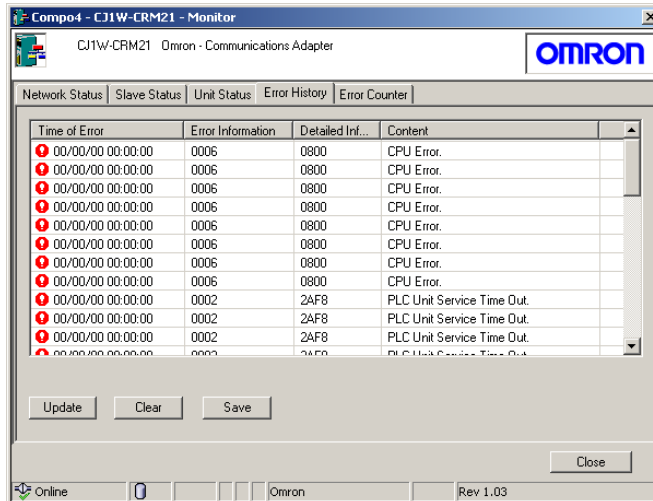 Compo4 - CJ1W-CRM21 - Monitor
CJ1W-CRM21 Omron - Communications Adapter
OMRON
Network Status Slave Status Unit Status Error History Error Counter
Time of Error Error Information Detailed Inf... Content
00/00/00 00:00:00 0006 0800 CPU Error.
00/00/00 00:00:00 0006 0800 CPU Error.
00/00/00 00:00:00 0006 0800 CPU Error.
00/00/00 00:00:00 0006 0800 CPU Error.
00/00/00 00:00:00 0006 0800 CPU Error.
00/00/00 00:00:00 0006 0800 CPU Error.
00/00/00 00:00:00 0006 0800 CPU Error.
00/00/00 00:00:00 0006 0800 CPU Error.
00/00/00 00:00:00 0002 2AF8 PLC Unit Service Time Out.
00/00/00 00:00:00 0002 2AF8 PLC Unit Service Time Out.
00/00/00 00:00:00 0002 2AF8 PLC Unit Service Time Out.
Update Clear Save
Close
Online Omron Rev 1.03